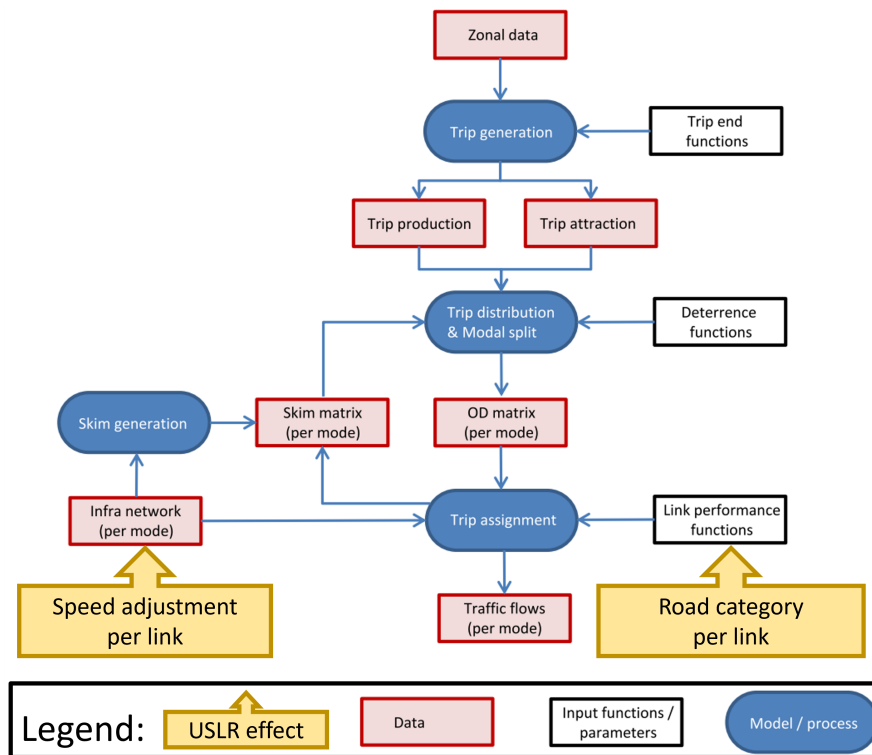 Zonal data
Trip generation
Trip end
functions
Trip production
Trip attraction
Trip distribution
& Modal split
Deterrence
functions
Skim generation
Skim matrix
(per mode)
OD matrix
(per mode)
Infra network
(per mode)
Trip assignment
Link performance
functions
Speed adjustment
per link
Traffic flows
(per mode)
Road category
per link
Legend:
USLR effect
Data
Input functions /
parameters
Model / process